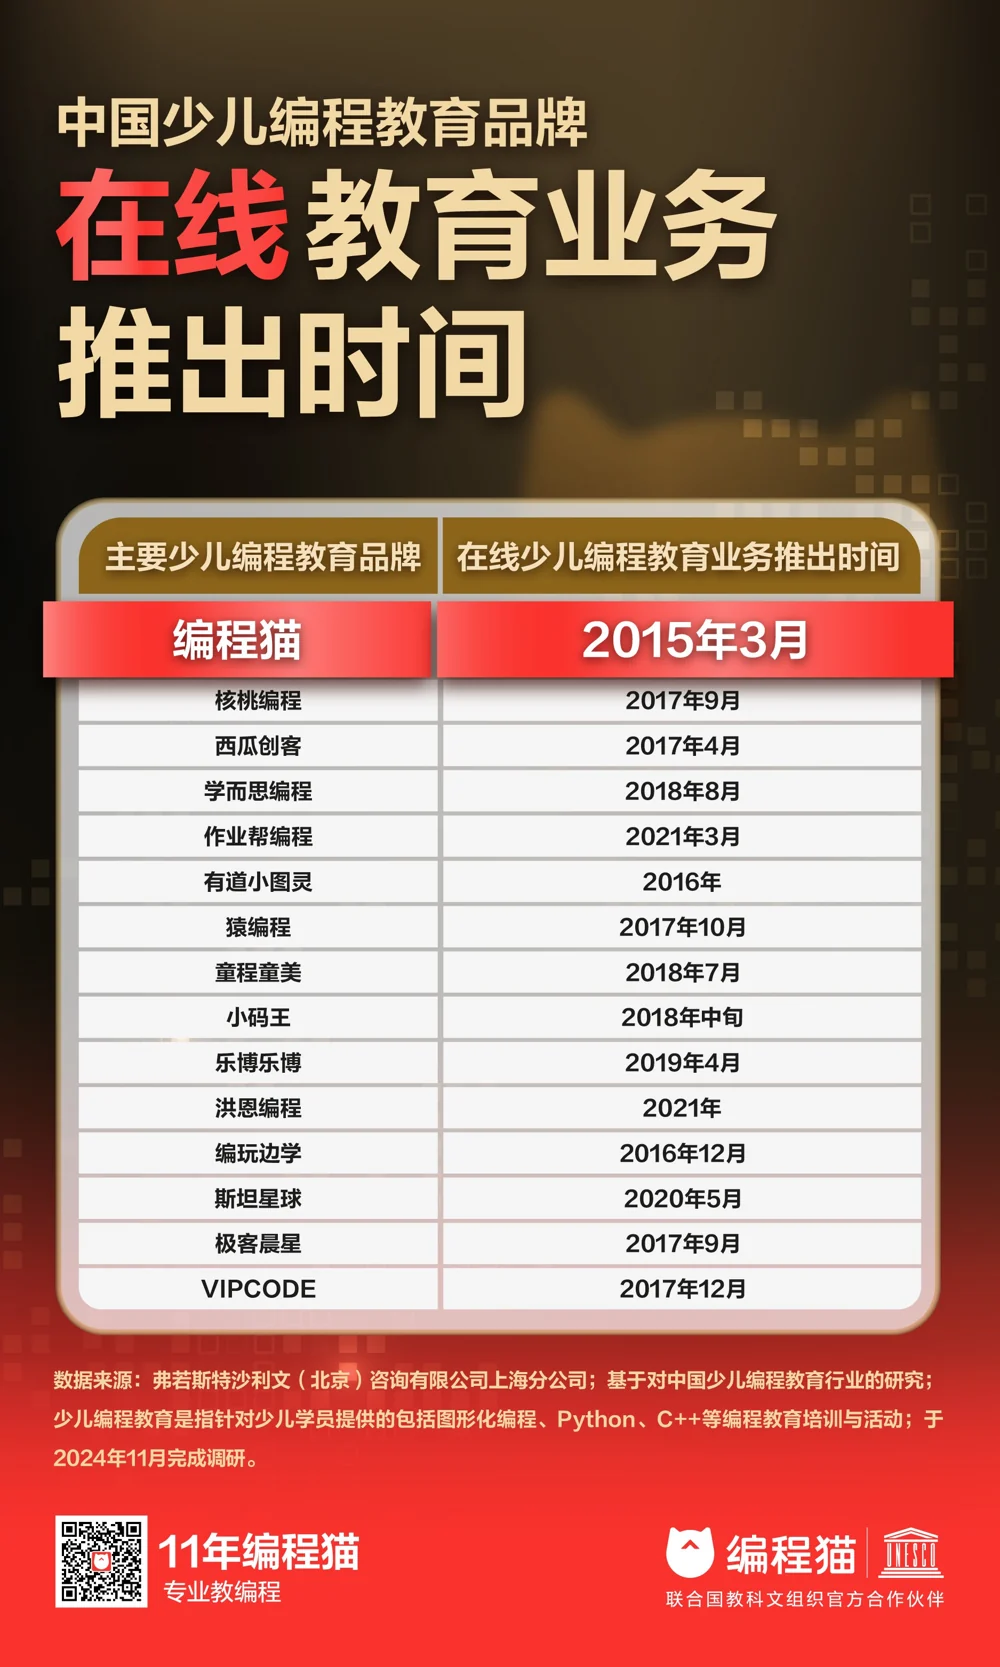 中国少儿编程教育品牌
在线教育业务
推出时间
主要少儿编程教育品牌 在线少儿编程教育业务推出时间
编程猫 2015年3月
核桃编程 2017年9月
西瓜创客 2017年4月
学而思编程 2018年8月
作业帮编程 2021年3月
有道小图灵 2016年
猿编程 2017年10月
童程童美 2018年7月
小码王 2018年中旬
乐博乐博 2019年4月
洪恩编程 2021年
编玩边学 2016年12月
斯坦星球 2020年5月
极客晨星 2017年9月
VIPCODE 2017年12月
数据来源：弗若斯特沙利文（北京）咨询有限公司上海分公司；基于对中国少儿编程教育行业的研究；
少儿编程教育是指针对少儿学员提供的包括图形化编程、Python、C++等编程教育培训与活动；于
2024年11月完成调研。
11年编程猫
专业教编程
编程猫 UNESCO
联合国教科文组织官方合作伙伴